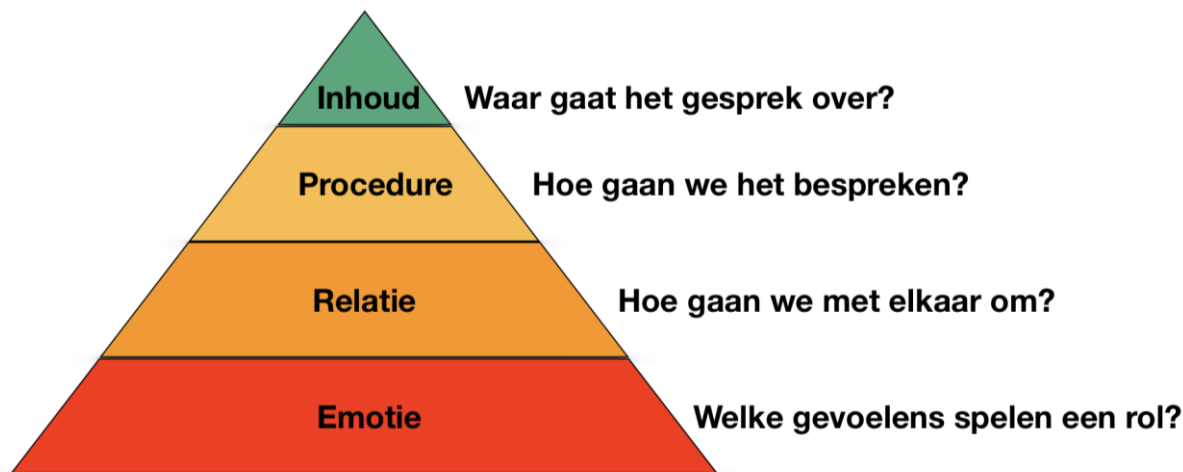 Inhoud Waar gaat het gesprek over?
Procedure Hoe gaan we het bespreken?
Relatie Hoe gaan we met elkaar om?
Emotie Welke gevoelens spelen een rol?